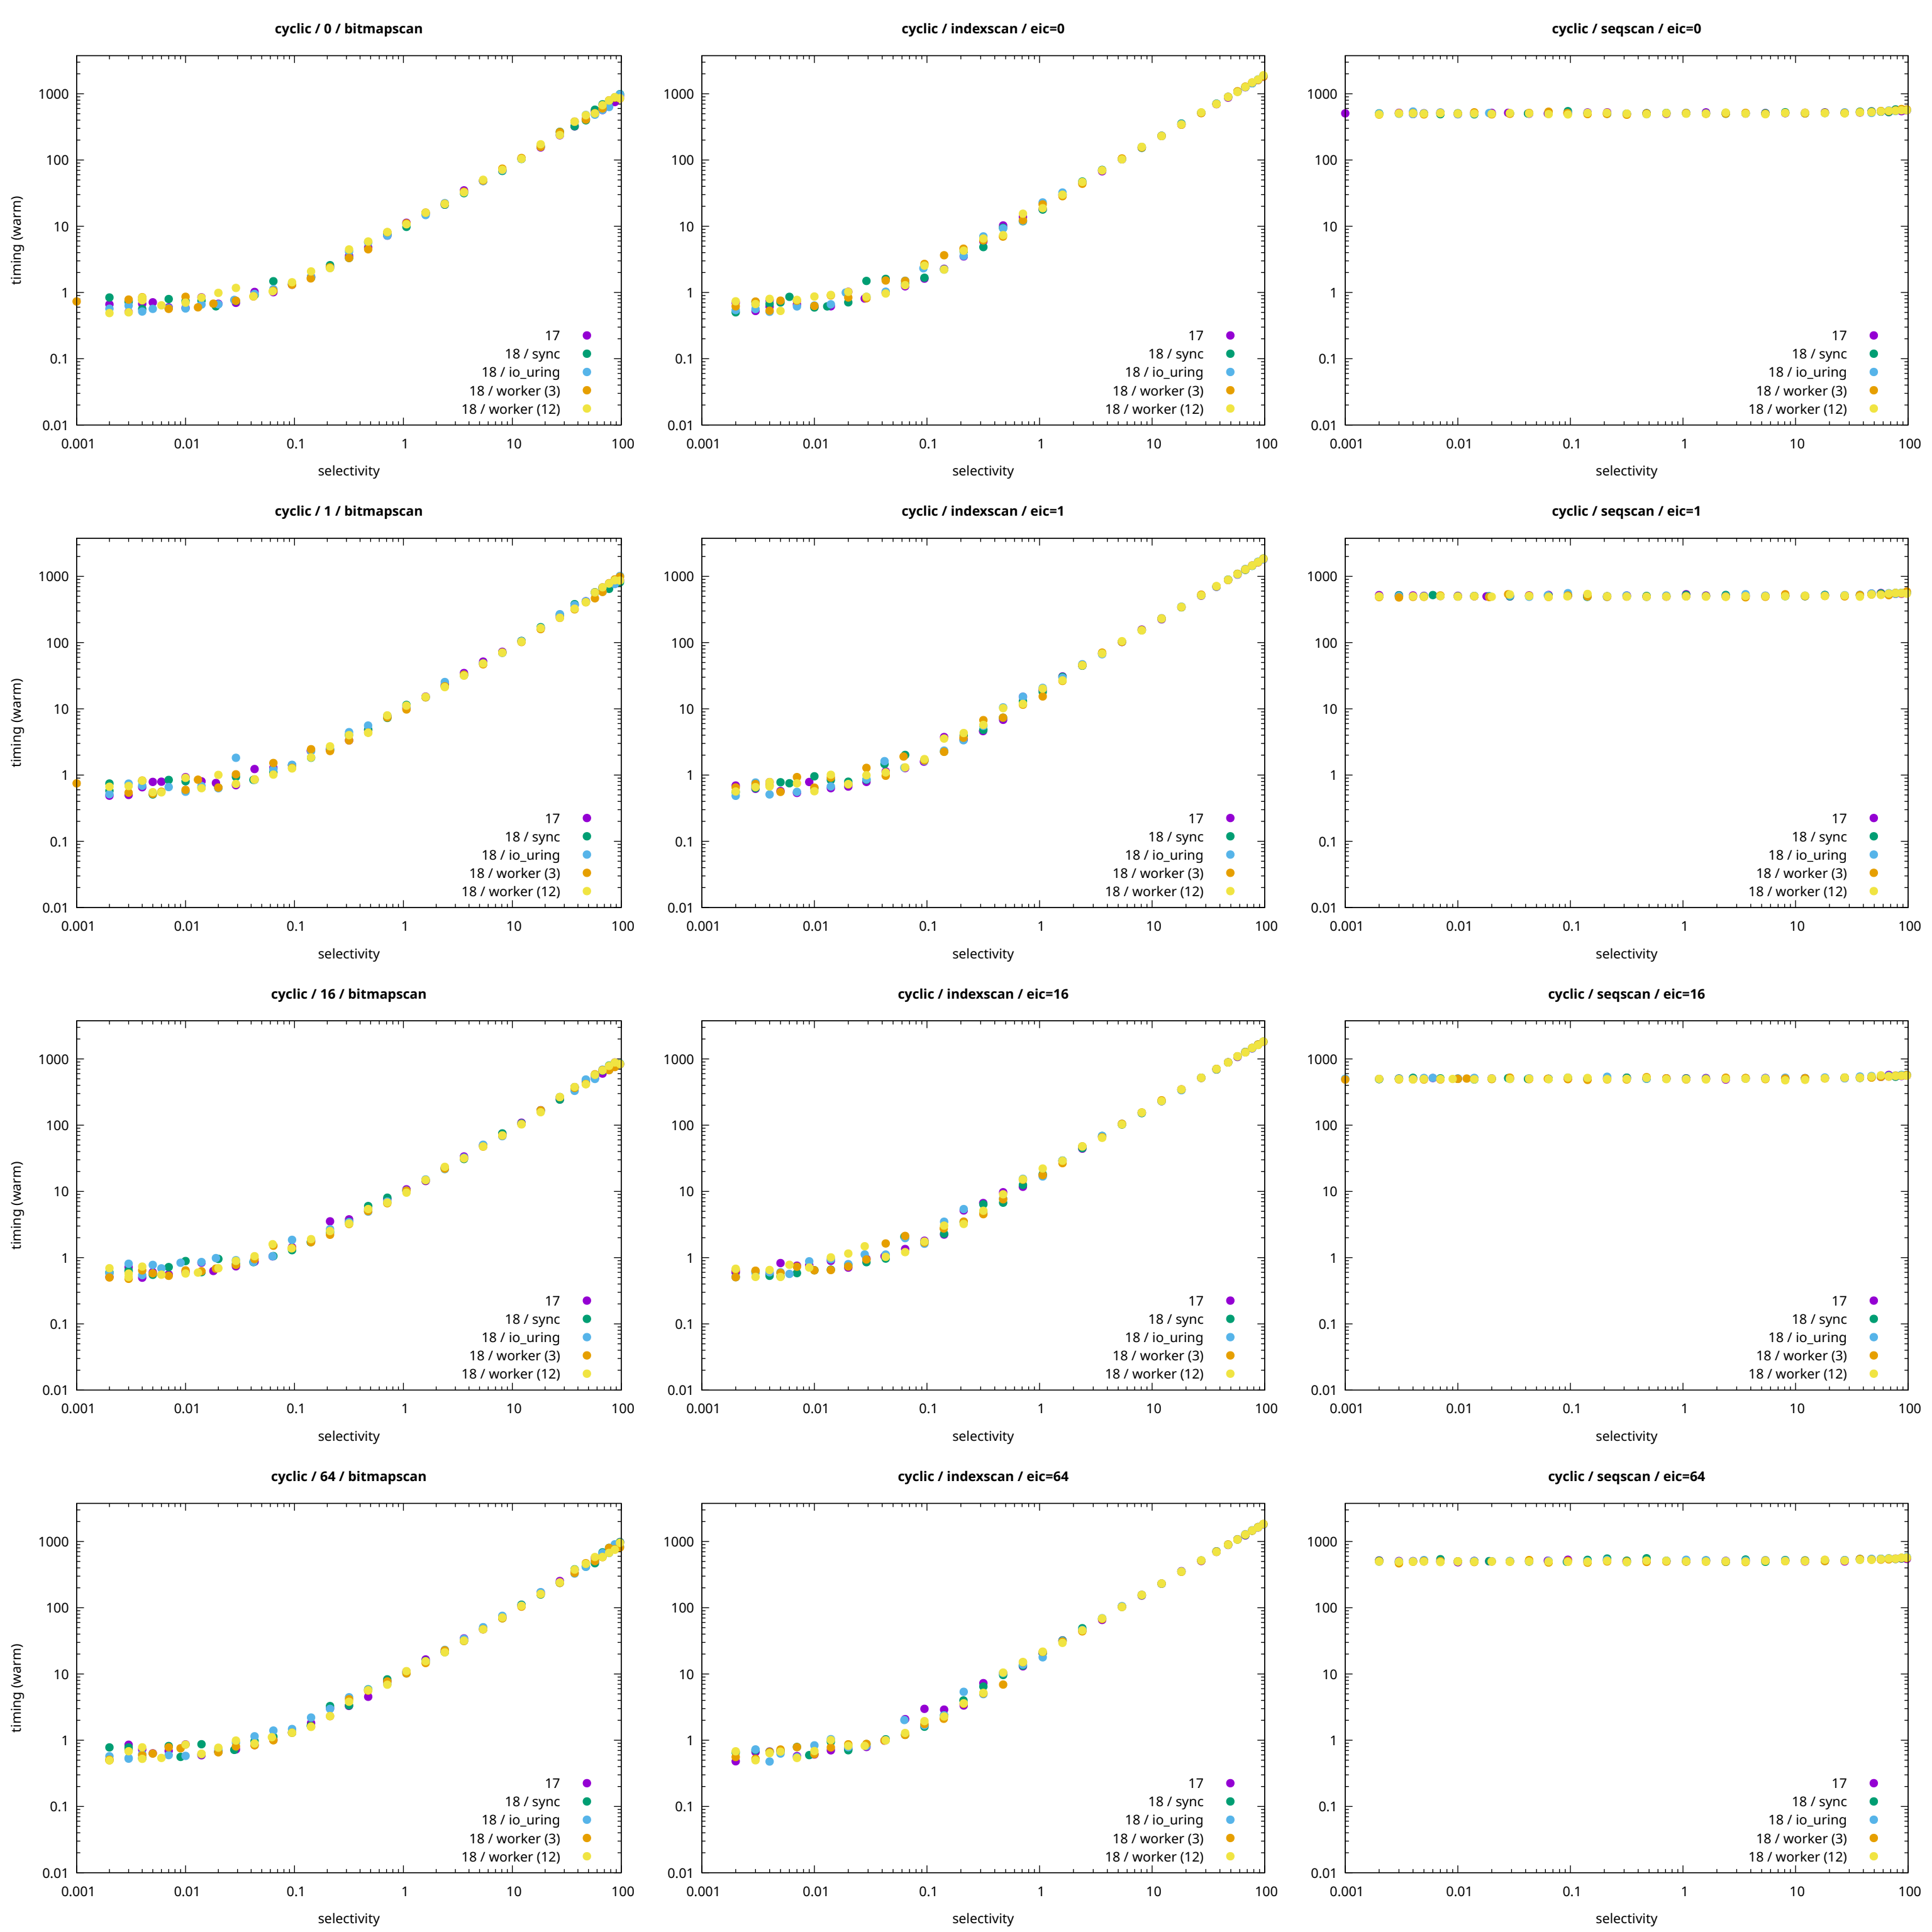 cyclic / 0 / bitmapscan
timing (warm)
1000
100
10
1
0.1
0.01
17
18 / sync
18 / io_uring
18 / worker (3)
18 / worker (12)
0.001
0.01
0.1
1
10
100
selectivity
cyclic / indexscan / eic=0
1000
100
10
1
0.1
0.01
17
18 / sync
18 / io_uring
18 / worker (3)
18 / worker (12)
0.001
0.01
0.1
1
10
100
selectivity
cyclic / seqscan / eic=0
1000
100
10
1
0.1
0.01
17
18 / sync
18 / io_uring
18 / worker (3)
18 / worker (12)
0.001
0.01
0.1
1
10
100
selectivity
cyclic / 1 / bitmapscan
timing (warm)
1000
100
10
1
0.1
0.01
17
18 / sync
18 / io_uring
18 / worker (3)
18 / worker (12)
0.001
0.01
0.1
1
10
100
selectivity
cyclic / indexscan / eic=1
1000
100
10
1
0.1
0.01
17
18 / sync
18 / io_uring
18 / worker (3)
18 / worker (12)
0.001
0.01
0.1
1
10
100
selectivity
cyclic / seqscan / eic=1
1000
100
10
1
0.1
0.01
17
18 / sync
18 / io_uring
18 / worker (3)
18 / worker (12)
0.001
0.01
0.1
1
10
100
selectivity
cyclic / 16 / bitmapscan
timing (warm)
1000
100
10
1
0.1
0.01
17
18 / sync
18 / io_uring
18 / worker (3)
18 / worker (12)
0.001
0.01
0.1
1
10
100
selectivity
cyclic / indexscan / eic=16
1000
100
10
1
0.1
0.01
17
18 / sync
18 / io_uring
18 / worker (3)
18 / worker (12)
0.001
0.01
0.1
1
10
100
selectivity
cyclic / seqscan / eic=16
1000
100
10
1
0.1
0.01
17
18 / sync
18 / io_uring
18 / worker (3)
18 / worker (12)
0.001
0.01
0.1
1
10
100
selectivity
cyclic / 64 / bitmapscan
timing (warm)
1000
100
10
1
0.1
0.01
17
18 / sync
18 / io_uring
18 / worker (3)
18 / worker (12)
0.001
0.01
0.1
1
10
100
selectivity
cyclic / indexscan / eic=64
1000
100
10
1
0.1
0.01
17
18 / sync
18 / io_uring
18 / worker (3)
18 / worker (12)
0.001
0.01
0.1
1
10
100
selectivity
cyclic / seqscan / eic=64
1000
100
10
1
0.1
0.01
17
18 / sync
18 / io_uring
18 / worker (3)
18 / worker (12)
0.001
0.01
0.1
1
10
100
selectivity